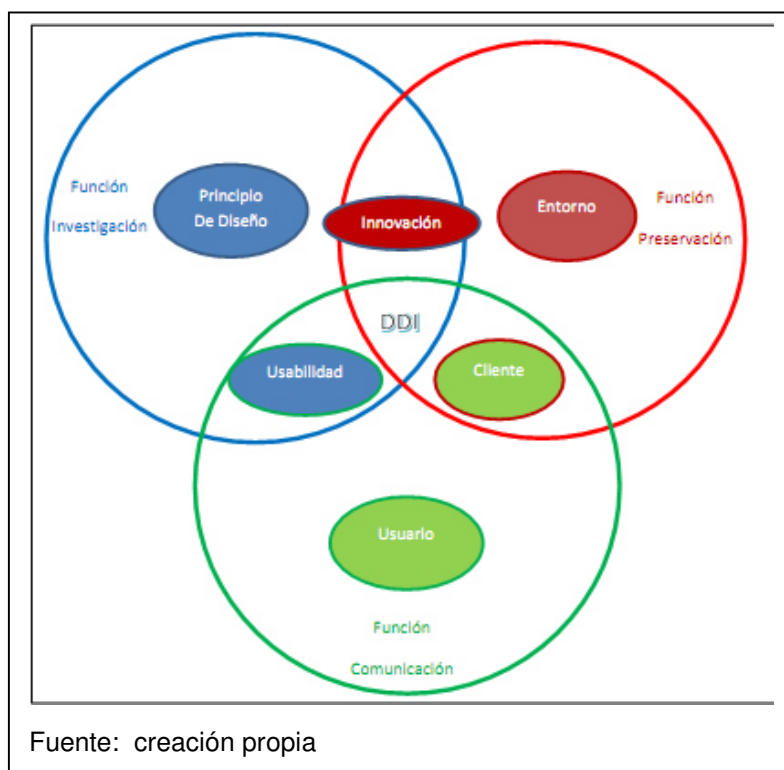 Función
Investigación
Principio
De Diseño
Innovación
Entorno
Función
Preservación
DDI
Usabilidad
Cliente
Usuario
Función
Comunicación
Fuente: creación propia